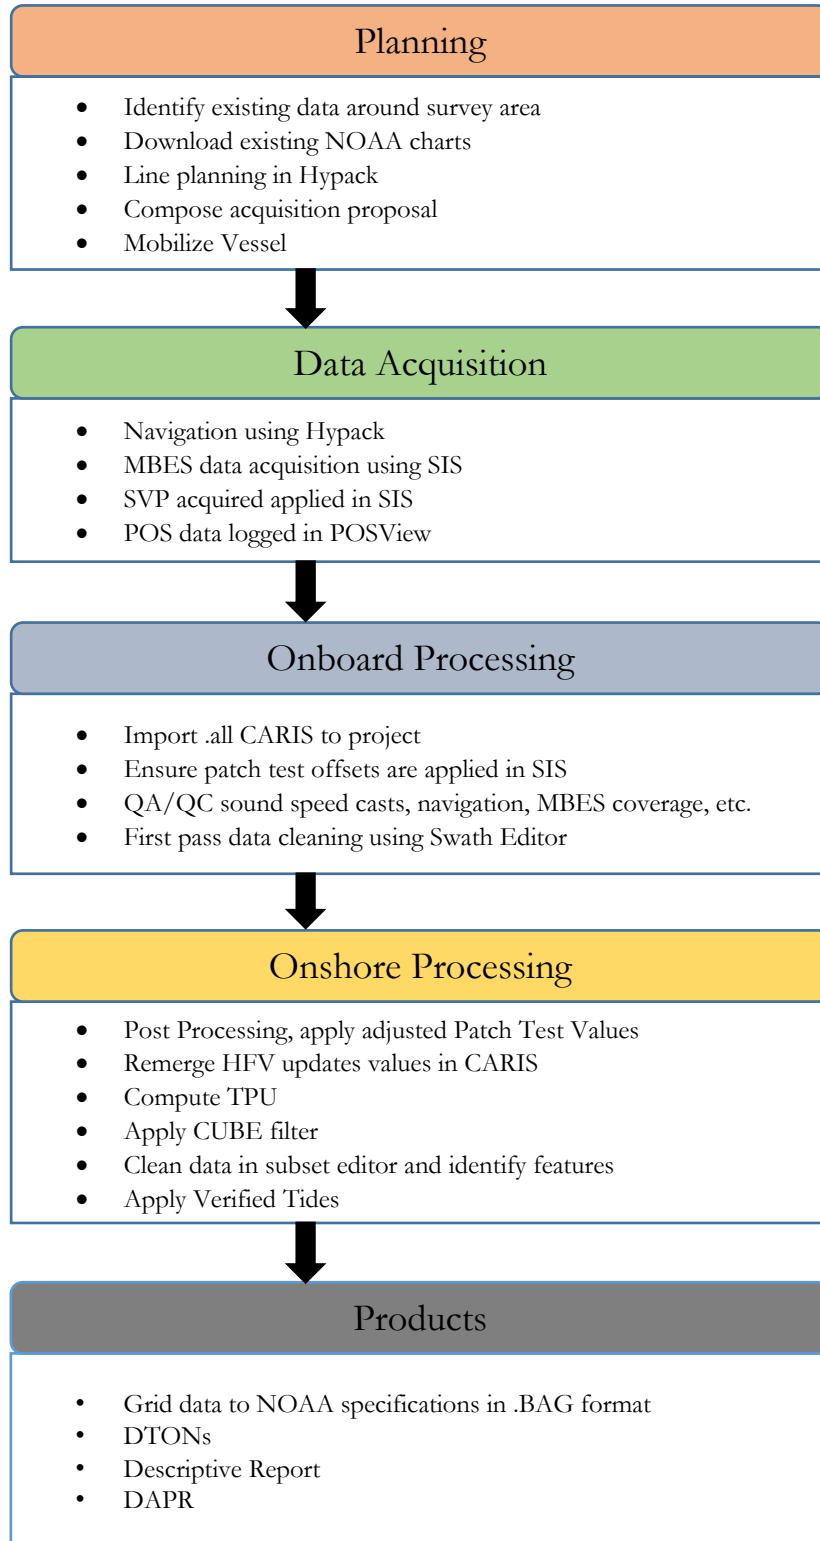 Planning
• Identify existing data around survey area
• Download existing NOAA charts
• Line planning in Hypack
• Compose acquisition proposal
• Mobilize Vessel
Data Acquisition
• Navigation using Hypack
• MBES data acquisition using SIS
• SVP acquired applied in SIS
• POS data logged in POSView
Onboard Processing
• Import .all CARIS to project
• Ensure patch test offsets are applied in SIS
• QA/QC sound speed casts, navigation, MBES coverage, etc.
• First pass data cleaning using Swath Editor
Onshore Processing
• Post Processing, apply adjusted Patch Test Values
• Remerge HFV updates values in CARIS
• Compute TPU
• Apply CUBE filter
• Clean data in subset editor and identify features
• Apply Verified Tides
Products
• Grid data to NOAA specifications in .BAG format
• DTONs
• Descriptive Report
• DAPR